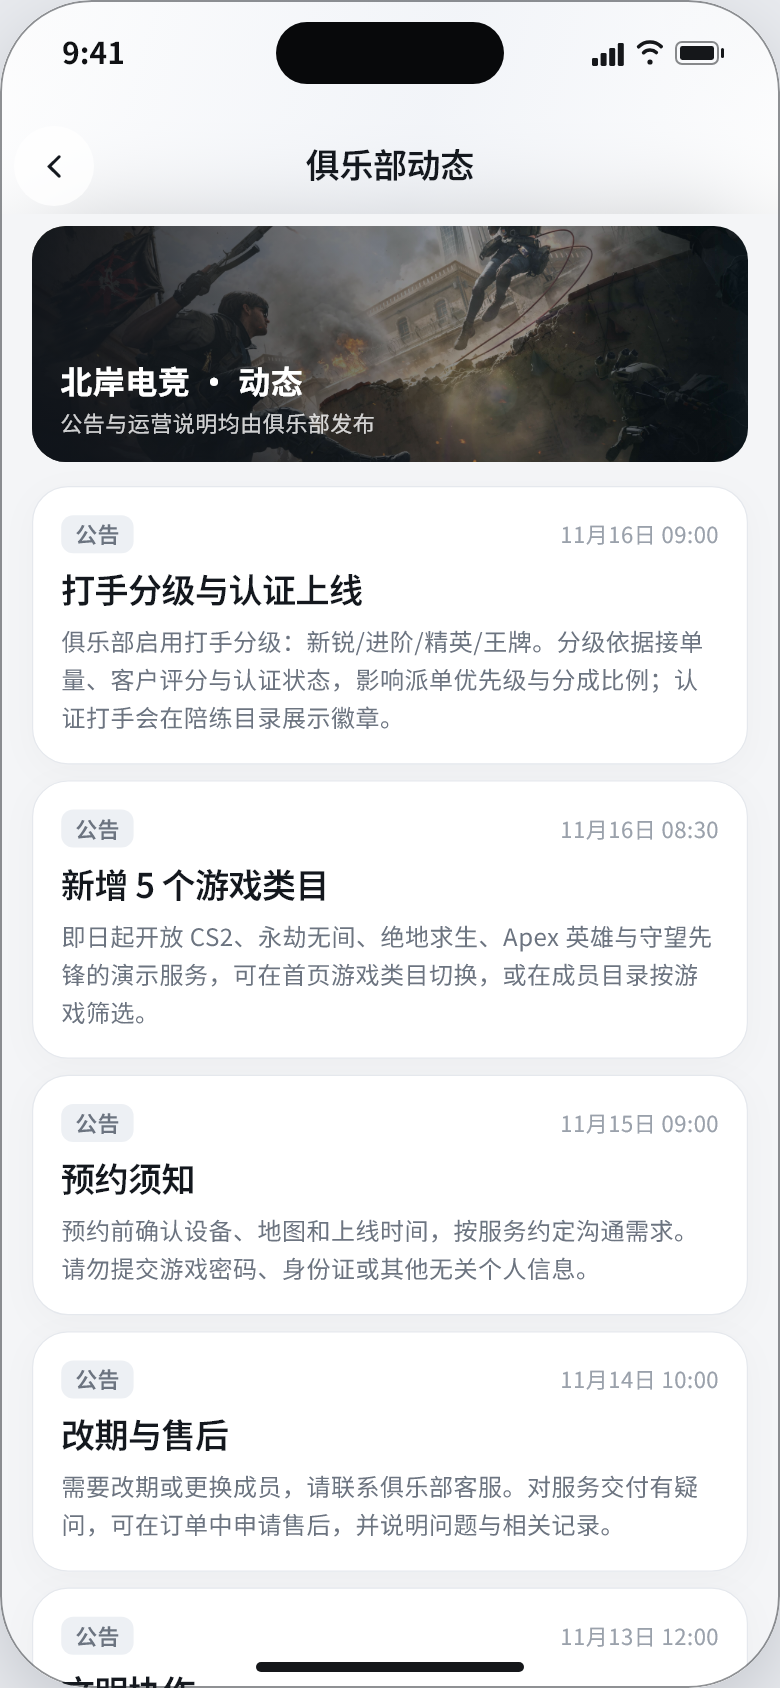 9:41
俱乐部动态
北岸电竞 · 动态
公告与运营说明均由俱乐部发布
公告
11月16日 09:00
打手分级与认证上线
俱乐部启用打手分级：新锐/进阶/精英/王牌。分级依据接单
量、客户评分与认证状态，影响派单优先级与分成比例；认
证打手会在陪练目录展示徽章。
公告
11月16日 08:30
新增 5 个游戏类目
即日起开放 CS2、永劫无间、绝地求生、Apex 英雄与守望先
锋的演示服务，可在首页游戏类目切换，或在成员目录按游
戏筛选。
公告
11月15日 09:00
预约须知
预约前确认设备、地图和上线时间，按服务约定沟通需求。
请勿提交游戏密码、身份证或其他无关个人信息。
公告
11月14日 10:00
改期与售后
需要改期或更换成员，请联系俱乐部客服。对服务交付有疑
问，可在订单中申请售后，并说明问题与相关记录。
公告
11月13日 12:00
文明协作